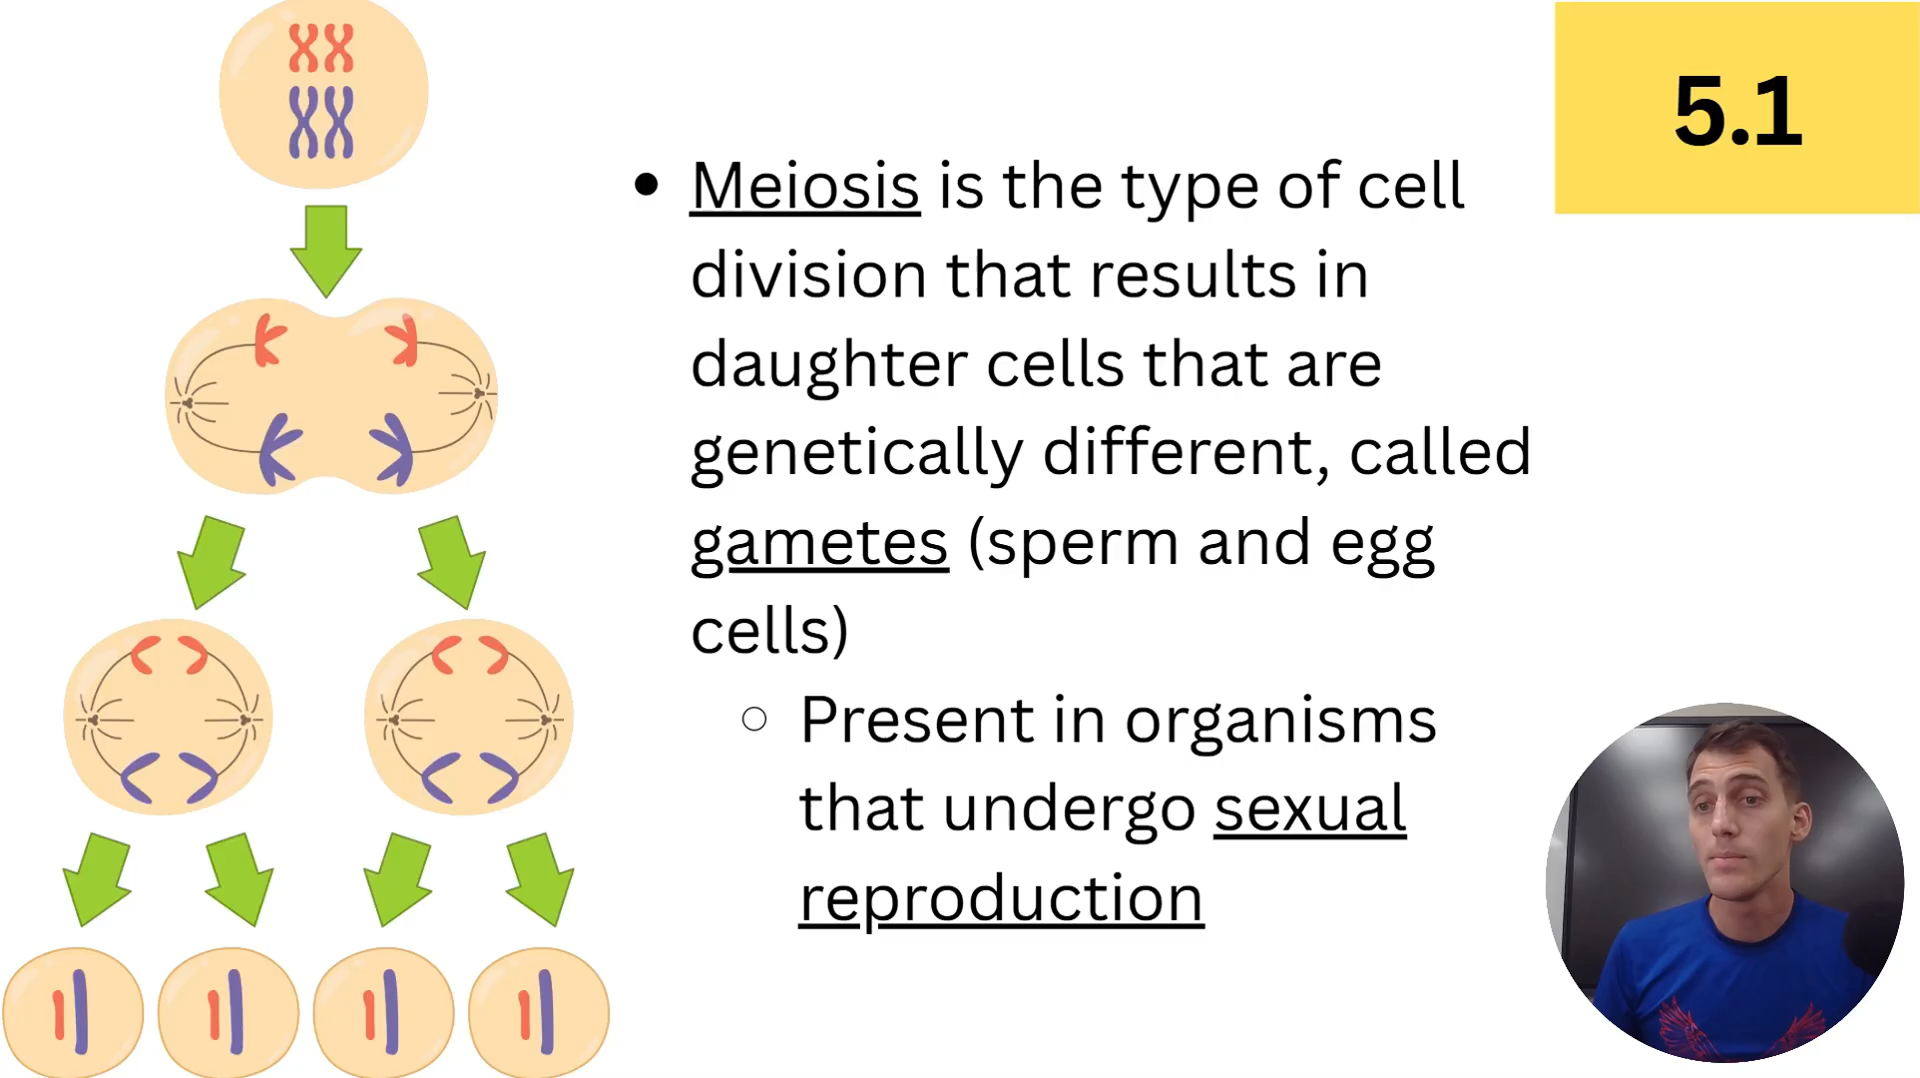 5.1
• Meiosis is the type of cell
division that results in
daughter cells that are
genetically different, called
gametes (sperm and egg
cells)
○ Present in organisms
that undergo sexual
reproduction